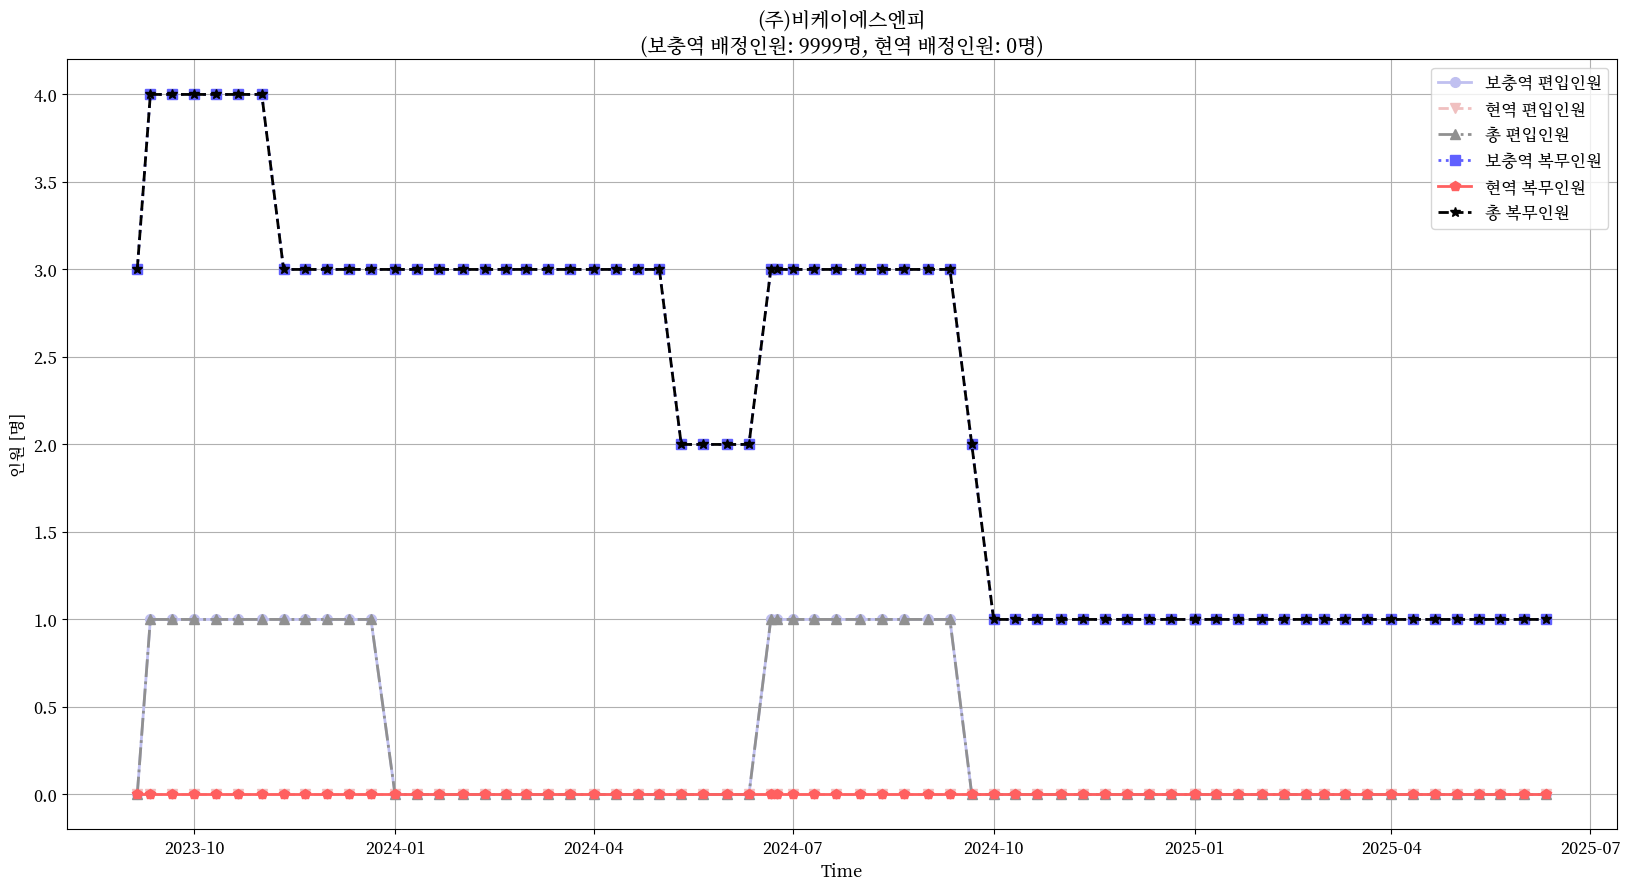 (주)비케이에스엔피
(보충역 배정인원: 9999명, 현역 배정인원: 0명)
보충역 편입인원
현역 편입인원
총 편입인원
보충역 복무인원
현역 복무인원
총 복무인원
4.0
3.5
3.0
2.5
2.0
1.5
1.0
0.5
0.0
인원 [명]
2023-10 2024-01 2024-04 2024-07 2024-10 2025-01 2025-04 2025-07
Time